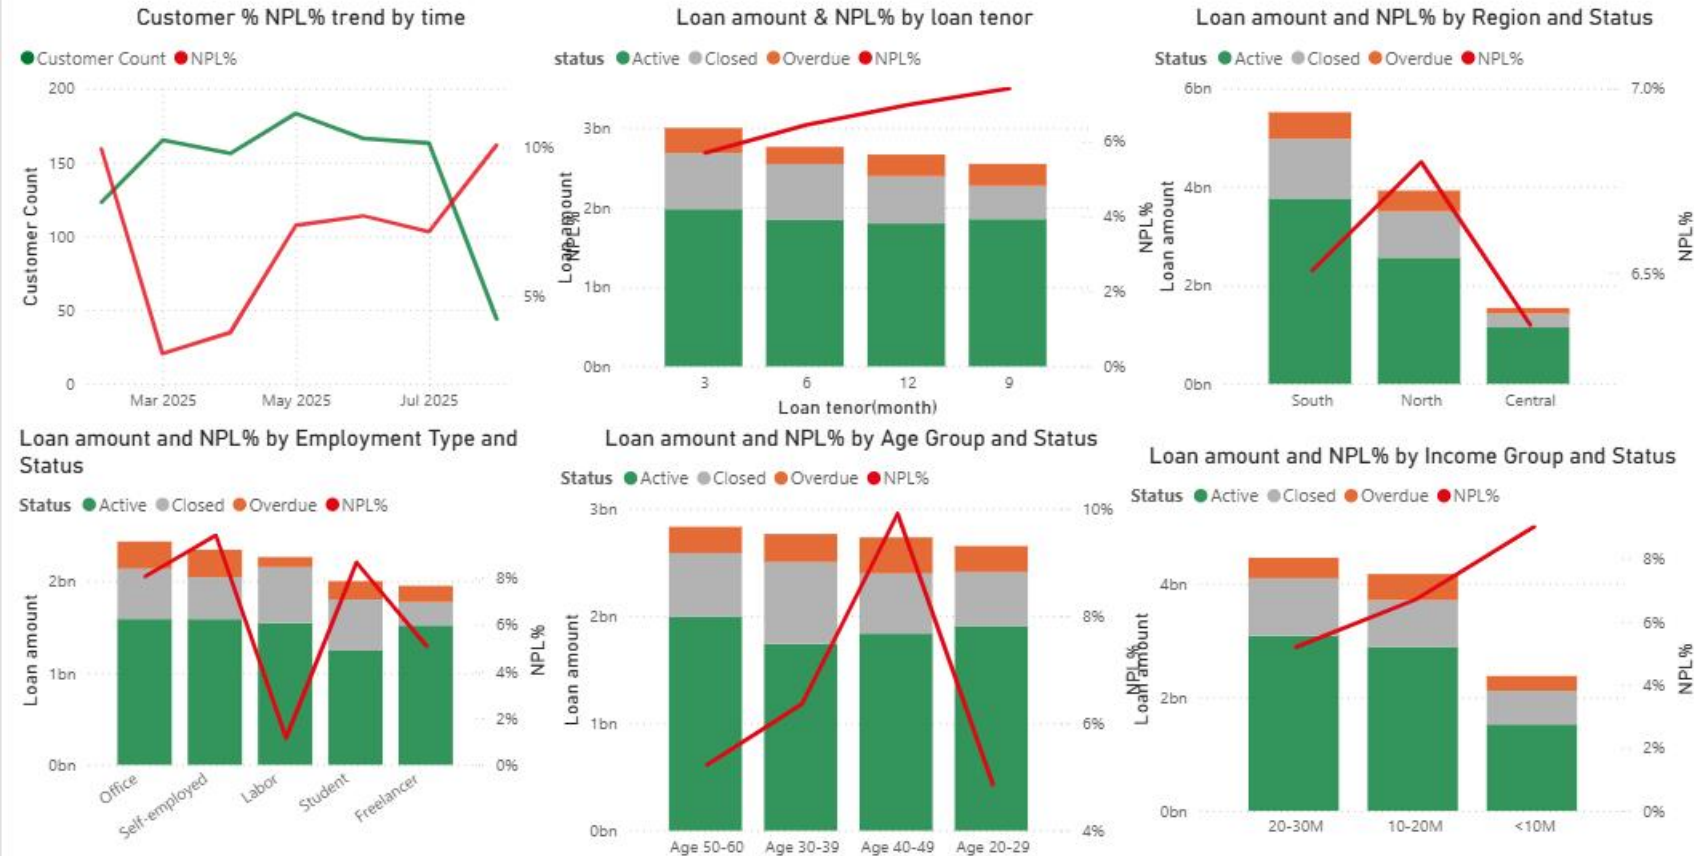 Customer % NPL% trend by time
Customer Count NPL%
200
150
100
50
0
Customer Count
10%
5%
Mar 2025 May 2025 Jul 2025
Loan amount & NPL% by loan tenor
status Active Closed Overdue NPL%
3bn
2bn
1bn
0bn
Loan amount
NPL%
6%
4%
2%
0%
3 6 12 9
Loan tenor(month)
Loan amount and NPL% by Region and Status
Status Active Closed Overdue NPL%
6bn
4bn
2bn
0bn
NPL%
Loan amount
7.0%
6.5%
NPL%
South North Central
Loan amount and NPL% by Employment Type and
Status
Status Active Closed Overdue NPL%
2bn
1bn
0bn
Loan amount
8%
6%
4%
2%
0%
NPL%
Office Self-employed Labor Student Freelancer
Loan amount and NPL% by Age Group and Status
Status Active Closed Overdue NPL%
3bn
2bn
1bn
0bn
Loan amount
10%
8%
6%
4%
NPL%
Age 50-60 Age 30-39 Age 40-49 Age 20-29
Loan amount and NPL% by Income Group and Status
Status Active Closed Overdue NPL%
4bn
2bn
0bn
Loan amount
8%
6%
4%
2%
0%
NPL%
20-30M 10-20M <10M